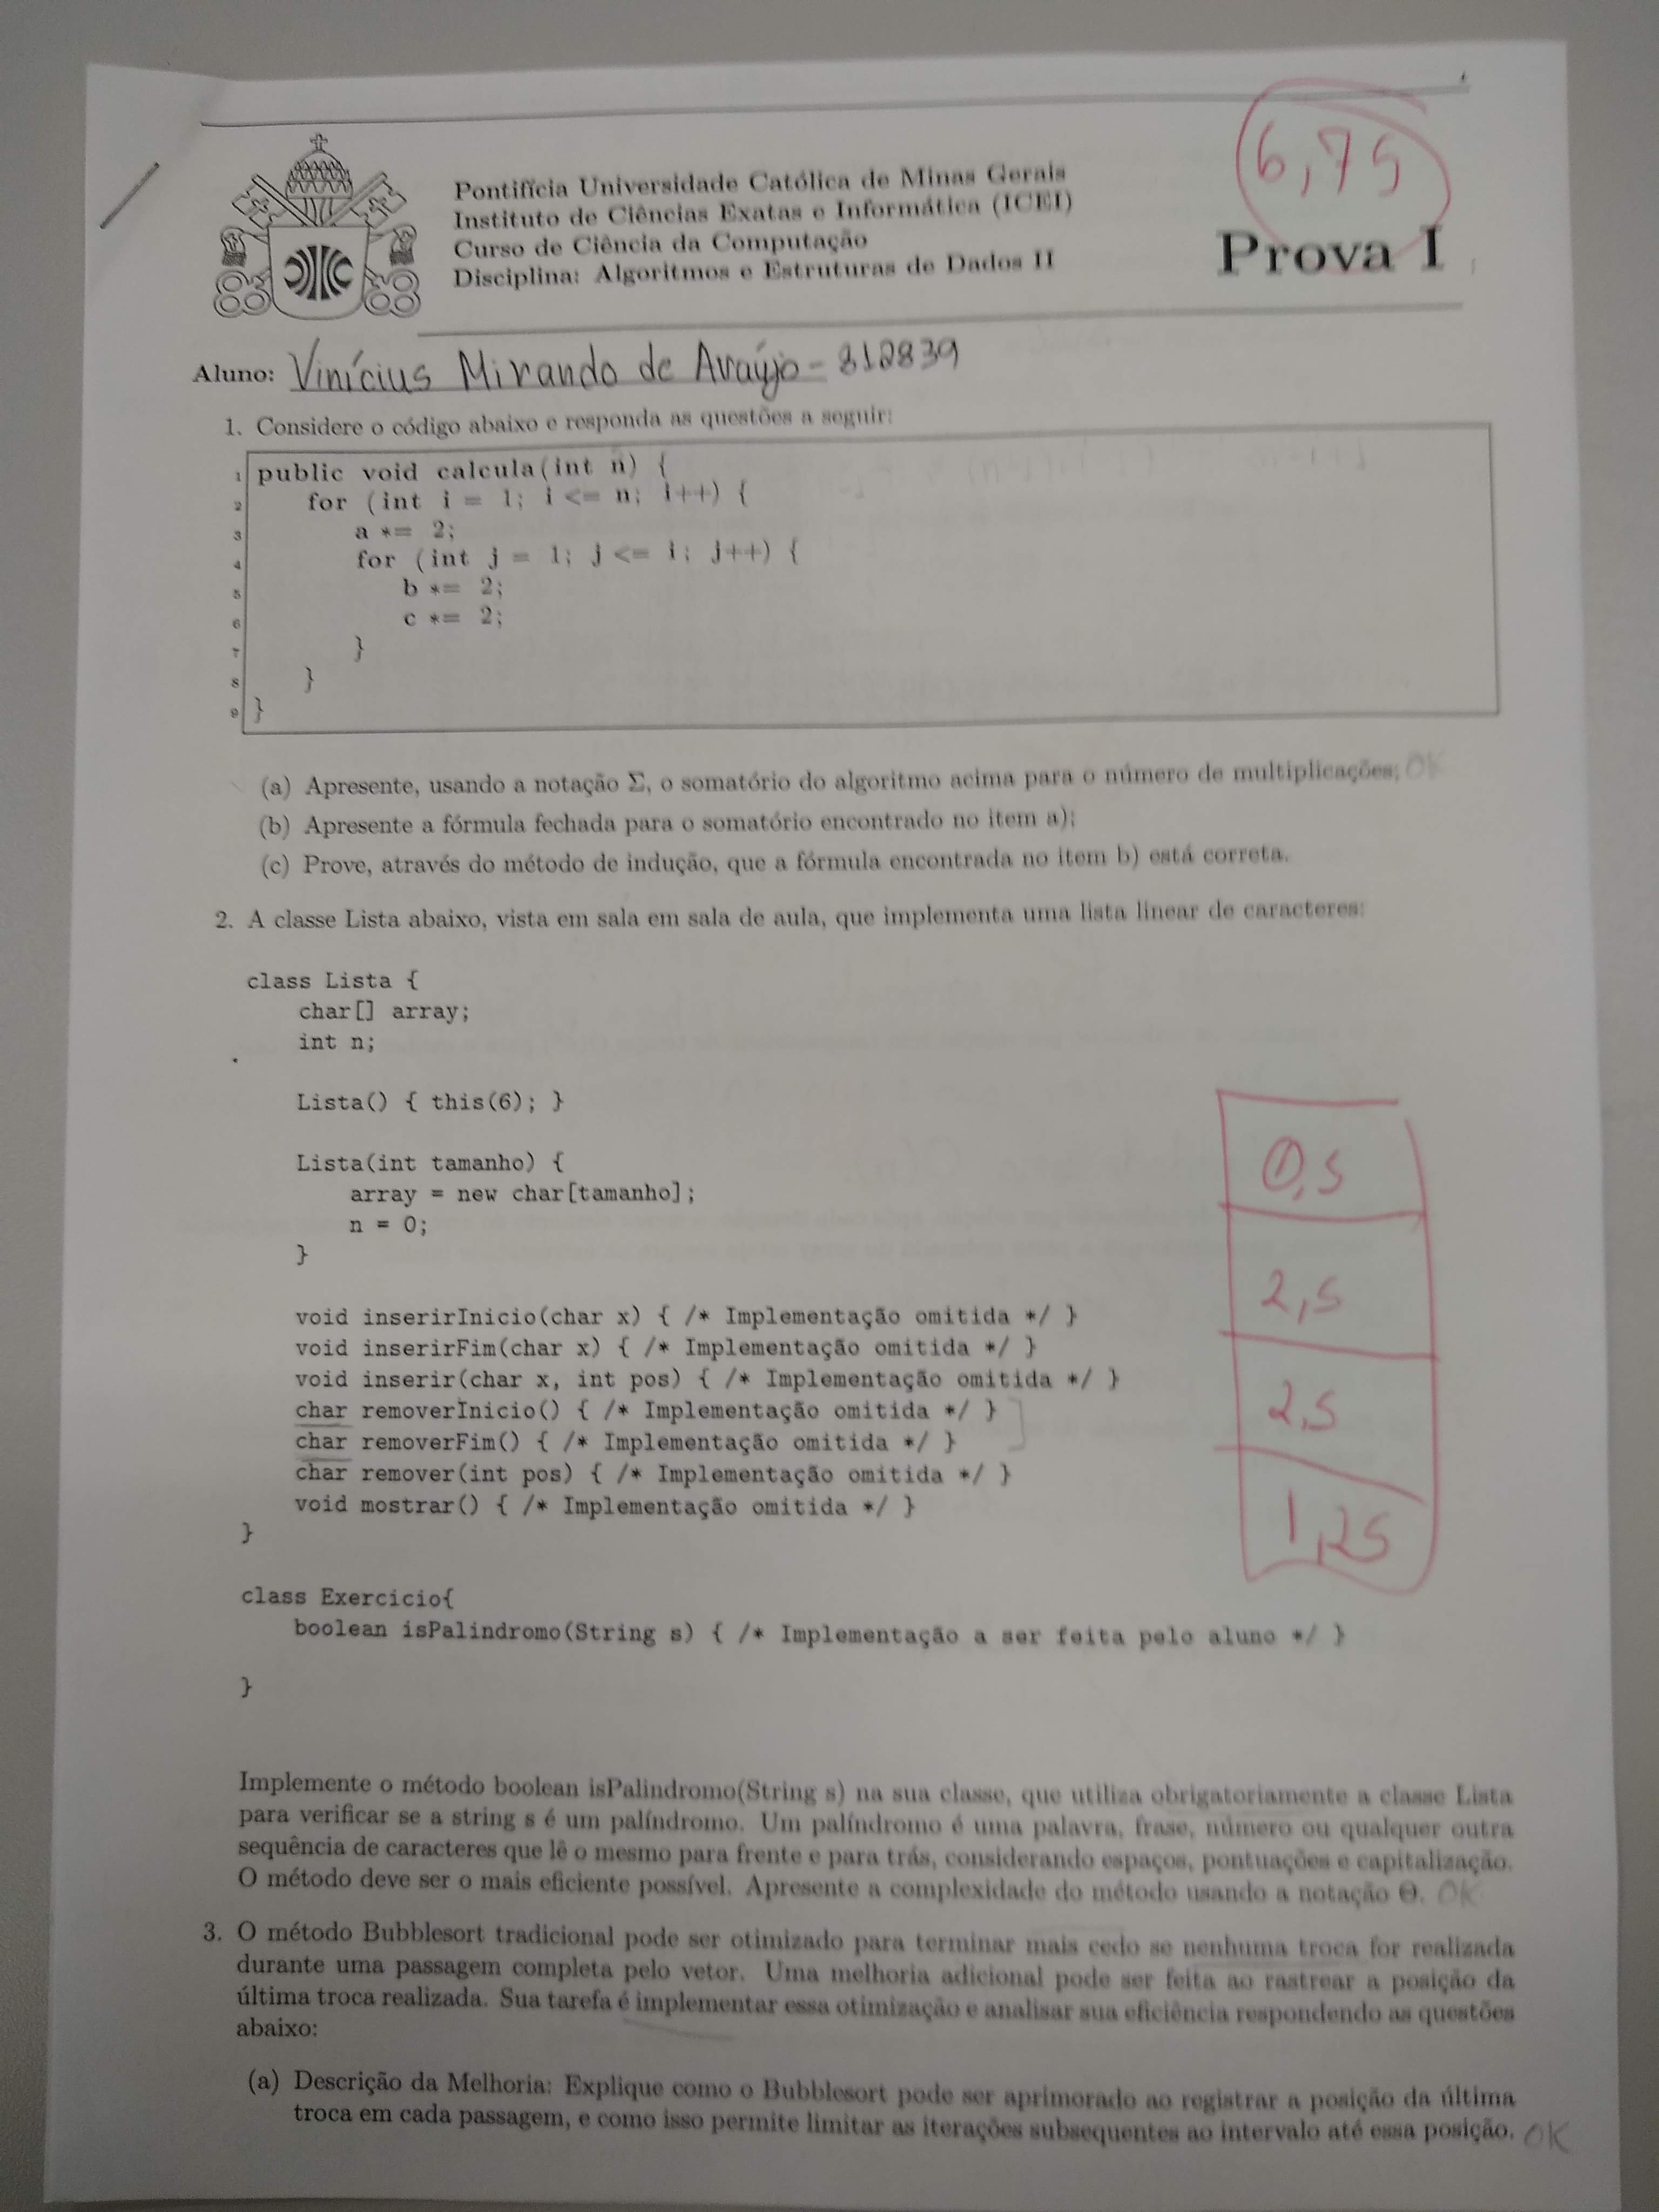 6,75
Pontifícia Universidade Católica de Minas Gerais
Instituto de Ciências Exatas e Informática (ICEI)
Curso de Ciência da Computação
Disciplina: Algoritmos e Estruturas de Dados II
Prova I
Aluno: Vinícius Mirando de Araújo - 812839
1. Considere o código abaixo e responda as questões a seguir:
1 public void calcula(int n) {
2 for (int i = 1; i <= n; i++) {
3 a *= 2;
4 for (int j = 1; j <= i; j++) {
5 b *= 2;
6 c *= 2;
7 }
8 }
9 }
(a) Apresente, usando a notação Σ, o somatório do algoritmo acima para o número de multiplicações; OK
(b) Apresente a fórmula fechada para o somatório encontrado no item a);
(c) Prove, através do método de indução, que a fórmula encontrada no item b) está correta.
2. A classe Lista abaixo, vista em sala em sala de aula, que implementa uma lista linear de caracteres:
class Lista {
char[] array;
int n;
Lista() { this(6); }
Lista(int tamanho) {
array = new char[tamanho];
n = 0;
}
void inserirInicio(char x) { /* Implementação omitida */ }
void inserirFim(char x) { /* Implementação omitida */ }
void inserir(char x, int pos) { /* Implementação omitida */ }
char removerInicio() { /* Implementação omitida */ }
char removerFim() { /* Implementação omitida */ }
char remover(int pos) { /* Implementação omitida */ }
void mostrar() { /* Implementação omitida */ }
}
0,5
2,5
2,5
1,25
class Exercicio{
boolean isPalindromo(String s) { /* Implementação a ser feita pelo aluno */ }
}
Implemente o método boolean isPalindromo(String s) na sua classe, que utiliza obrigatoriamente a classe Lista
para verificar se a string s é um palíndromo. Um palíndromo é uma palavra, frase, número ou qualquer outra
sequência de caracteres que lê o mesmo para frente e para trás, considerando espaços, pontuações e capitalização.
O método deve ser o mais eficiente possível. Apresente a complexidade do método usando a notação Θ. OK
3. O método Bubblesort tradicional pode ser otimizado para terminar mais cedo se nenhuma troca for realizada
durante uma passagem completa pelo vetor. Uma melhoria adicional pode ser feita ao rastrear a posição da
última troca realizada. Sua tarefa é implementar essa otimização e analisar sua eficiência respondendo as questões
abaixo:
(a) Descrição da Melhoria: Explique como o Bubblesort pode ser aprimorado ao registrar a posição da última
troca em cada passagem, e como isso permite limitar as iterações subsequentes ao intervalo até essa posição. OK